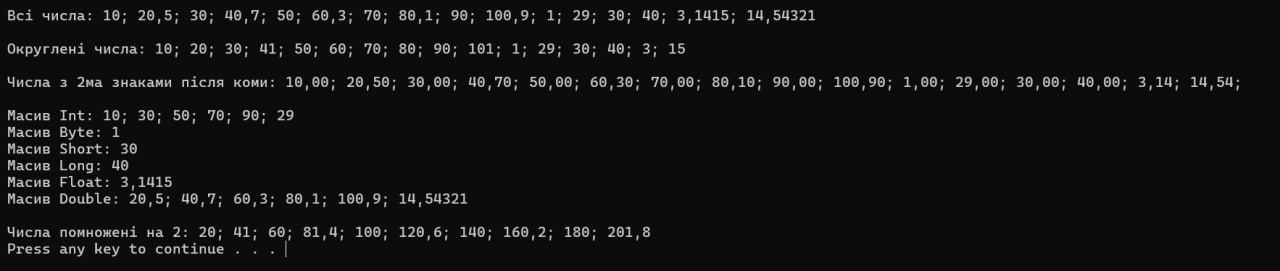 Всі числа: 10; 20,5; 30; 40,7; 50; 60,3; 70; 80,1; 90; 100,9; 1; 29; 30; 40; 3,1415; 14,54321
Округлені числа: 10; 20; 30; 41; 50; 60; 70; 80; 90; 101; 1; 29; 30; 40; 3; 15
Числа з 2ма знаками після коми: 10,00; 20,50; 30,00; 40,70; 50,00; 60,30; 70,00; 80,10; 90,00; 100,90; 1,00; 29,00; 30,00; 40,00; 3,14; 14,54;
Масив Int: 10; 30; 50; 70; 90; 29
Масив Byte: 1
Масив Short: 30
Масив Long: 40
Масив Float: 3,1415
Масив Double: 20,5; 40,7; 60,3; 80,1; 100,9; 14,54321
Числа помножені на 2: 20; 41; 60; 81,4; 100; 120,6; 140; 160,2; 180; 201,8
Press any key to continue . . .